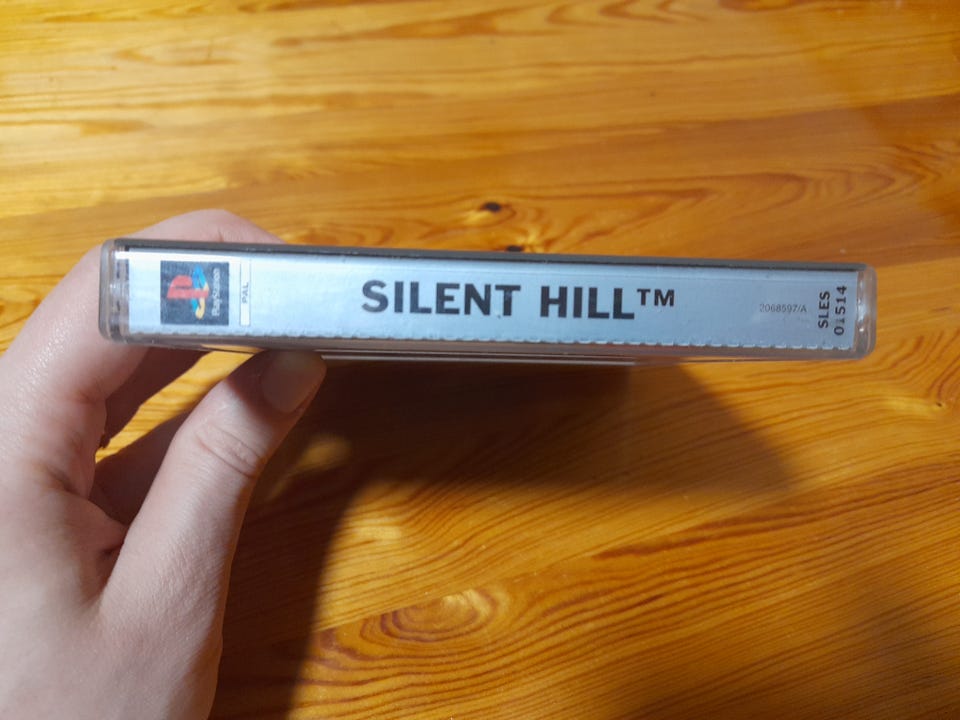 PlayStation
PAL
SILENT HILL™
2068597/A
SLES
01514